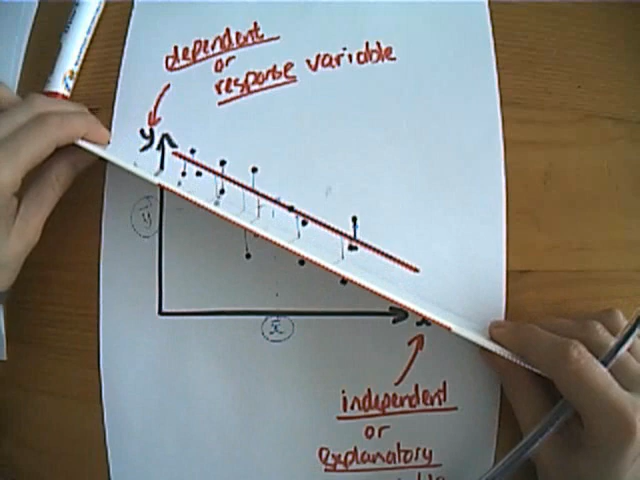 dependent
or
response variable
y
ȳ
x̄
x
independent
or
explanatory